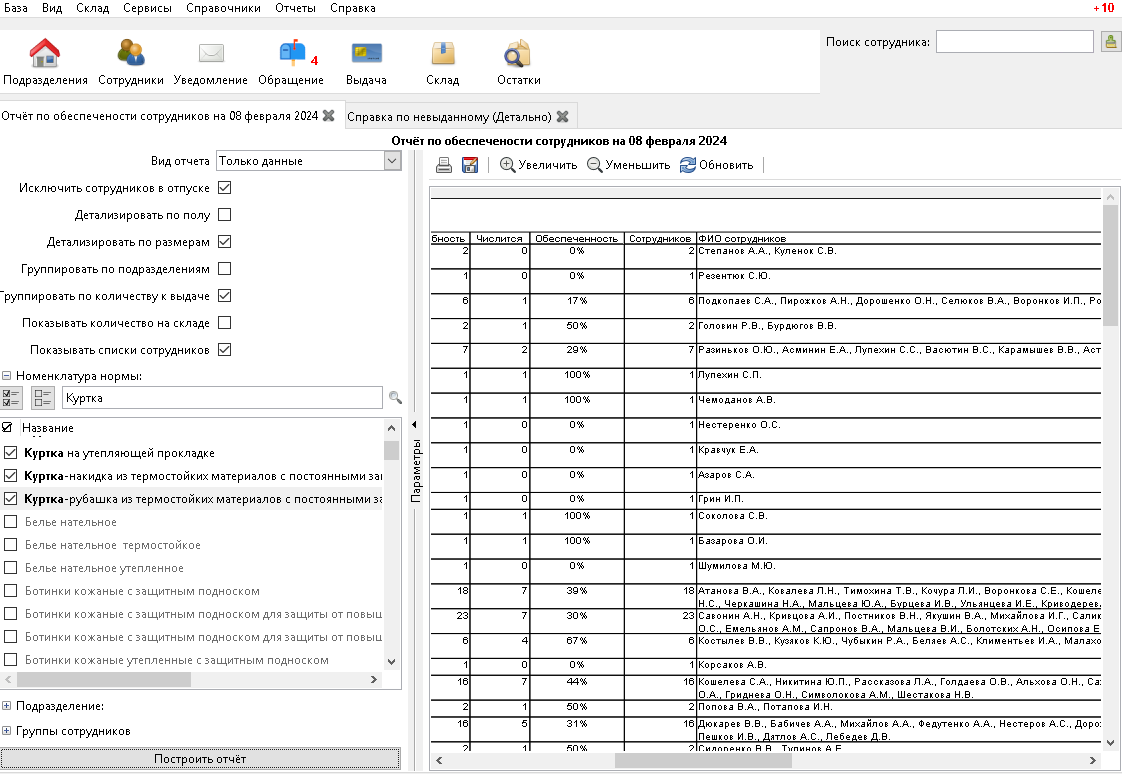 База Вид Склад Сервисы Справочники Отчеты Справка +10
Поиск сотрудника:
4
Подразделения Сотрудники Уведомление Обращение Выдача Склад Остатки
Отчёт по обеспечености сотрудников на 08 февраля 2024 Справка по невыданному (Детально)
Отчёт по обеспечености сотрудников на 08 февраля 2024
Вид отчета Только данные
Исключить сотрудников в отпуске
Детализировать по полу
Детализировать по размерам
Группировать по подразделениям
Группировать по количеству к выдаче
Показывать количество на складе
Показывать списки сотрудников
Номенклатура нормы:
Куртка
Название
Куртка на утепляющей прокладке
Куртка-накидка из термостойких материалов с постоянными за
Куртка-рубашка из термостойких материалов с постоянными за
Белье нательное
Белье нательное термостойкое
Белье нательное утепленное
Ботинки кожаные с защитным подноском
Ботинки кожаные с защитным подноском для защиты от повыш
Ботинки кожаные с защитным подноском для защиты от повыш
Ботинки кожаные утепленные с защитным подноском
Подразделение:
Группы сотрудников
Построить отчёт
Параметры
Увеличить Уменьшить Обновить
бность Числится Обеспеченность Сотрудников ФИО сотрудников
2 0 0% 2 Степанов А.А., Куленок С.В.
1 0 0% 1 Резентюк С.Ю.
6 1 17% 6 Подкопаев С.А., Пирожков А.Н., Дорошенко О.Н., Селюков В.А., Воронков И.П., Ро
2 1 50% 2 Головин Р.В., Бурдюгов В.В.
7 2 29% 7 Разиньков О.Ю., Асминин Е.А., Лупехин С.С., Васютин В.С., Карамышев В.В., Аст
1 1 100% 1 Лупехин С.П.
1 1 100% 1 Чемоданов А.В.
1 0 0% 1 Нестеренко О.С.
1 0 0% 1 Кравчук Е.А.
1 0 0% 1 Азаров С.А.
1 0 0% 1 Грин И.П.
1 1 100% 1 Соколова С.В.
1 1 100% 1 Базарова О.И.
1 0 0% 1 Шумилова М.Ю.
18 7 39% 18 Атанова В.А., Ковалева Л.Н., Тимохина Т.В., Кочура Л.И., Воронкова С.Е., Кошеле
Н.С., Черкашина Н.А., Мальцева Ю.А., Бурцева И.В., Ульянцева И.Е., Криводерева
23 7 30% 23 Савонин А.Н., Кривцова А.И., Постников В.Н., Якушин В.А., Михайлова И.Г., Салик
О.С., Емельянов А.М., Сапронов В.А., Мальцева В.И., Болотских А.Н., Осипова Е
6 4 67% 6 Костылев В.В., Кузяков К.Ю., Чубыкин Р.А., Беляев А.С., Климентьев И.А., Малахо
1 0 0% 1 Корсаков А.В.
16 7 44% 16 Кошелева С.А., Никитина Ю.П., Рассказова Л.А., Голдаева О.В., Альхова О.Н., Са
О.А., Гриднева О.Н., Символокова А.М., Шестакова Н.В.
2 1 50% 2 Попова В.А., Потапова И.Н.
16 5 31% 16 Дюкарев В.В., Бабичев А.А., Михайлов А.А., Федутенко А.А., Нестеров А.С., Доро
Пешков И.В., Дятлов А.С., Лебедев Д.В.
2 1 50% 2 Сидоренко В.В., Тупинов А.Е.